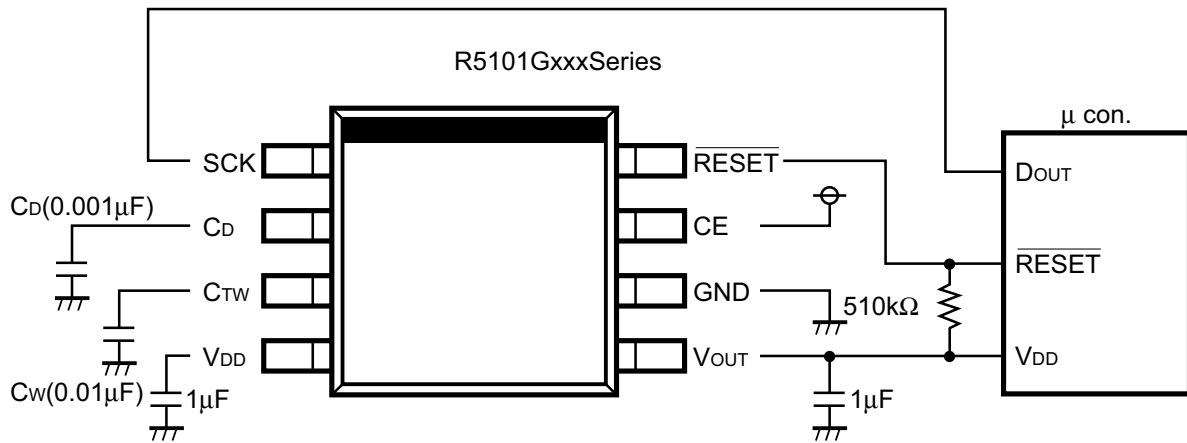 R5101GxxxSeries
μ con.
SCK
RESET
DOUT
CD(0.001μF)
CD
CE
RESET
CTW
GND
510kΩ
VDD
VOUT
VDD
CW(0.01μF)
1μF
1μF